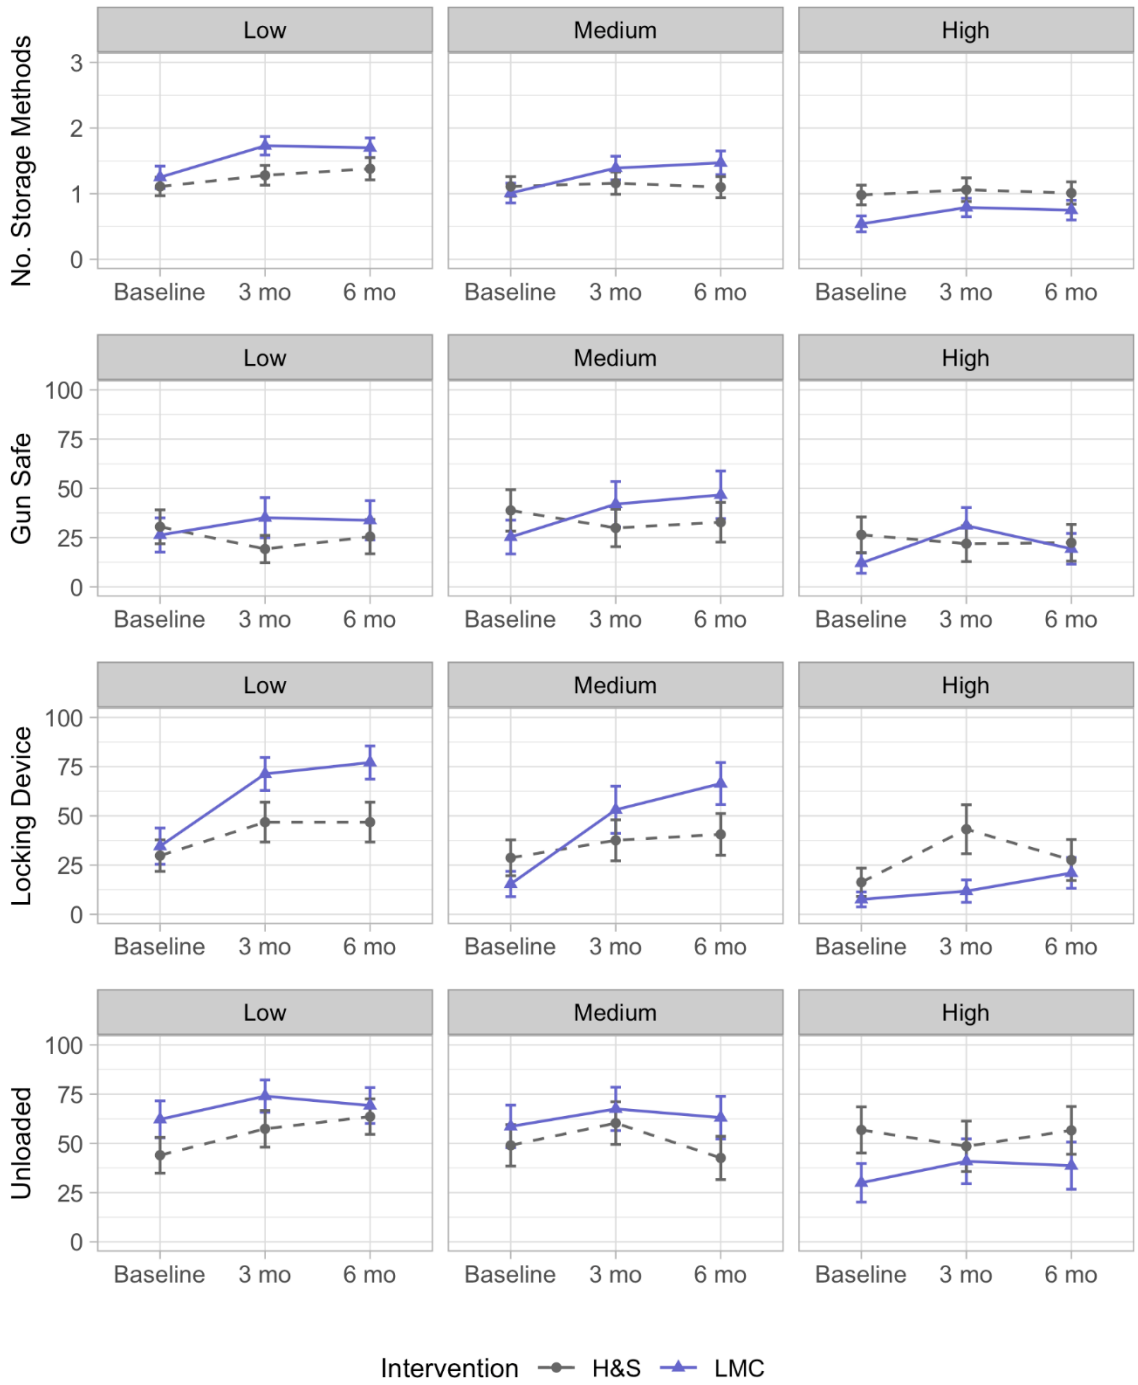 Low Medium High
No. Storage Methods
3
2
1
0
Baseline 3 mo 6 mo Baseline 3 mo 6 mo Baseline 3 mo 6 mo
Low Medium High
Gun Safe
100
75
50
25
0
Baseline 3 mo 6 mo Baseline 3 mo 6 mo Baseline 3 mo 6 mo
Low Medium High
Locking Device
100
75
50
25
0
Baseline 3 mo 6 mo Baseline 3 mo 6 mo Baseline 3 mo 6 mo
Low Medium High
Unloaded
100
75
50
25
0
Baseline 3 mo 6 mo Baseline 3 mo 6 mo Baseline 3 mo 6 mo
Intervention H&S LMC